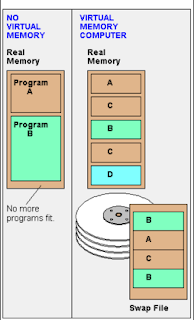 NO
VIRTUAL
MEMORY
Real
Memory
Program
A
Program
B
No more
programs fit.
VIRTUAL
MEMORY
COMPUTER
Real
Memory
A
C
B
C
D
B
A
C
B
Swap File